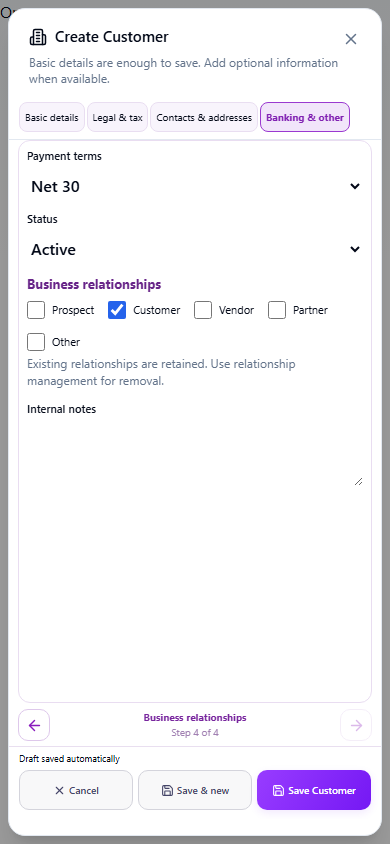 Create Customer
Basic details are enough to save. Add optional information
when available.
Basic details
Legal & tax
Contacts & addresses
Banking & other
Payment terms
Net 30
Status
Active
Business relationships
Prospect
Customer
Vendor
Partner
Other
Existing relationships are retained. Use relationship
management for removal.
Internal notes
Business relationships
Step 4 of 4
Draft saved automatically
Cancel
Save & new
Save Customer